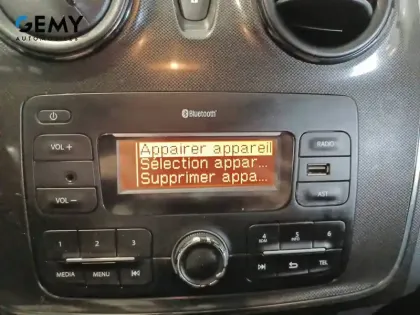 GEMY
AUTOMOBILES
Bluetooth
VOL +
Appairer appareil
RADIO
Sélection appar...
Supprimer appa...
VOL −
AST
1 2 3
4 5 6
MEDIA MENU
TEL